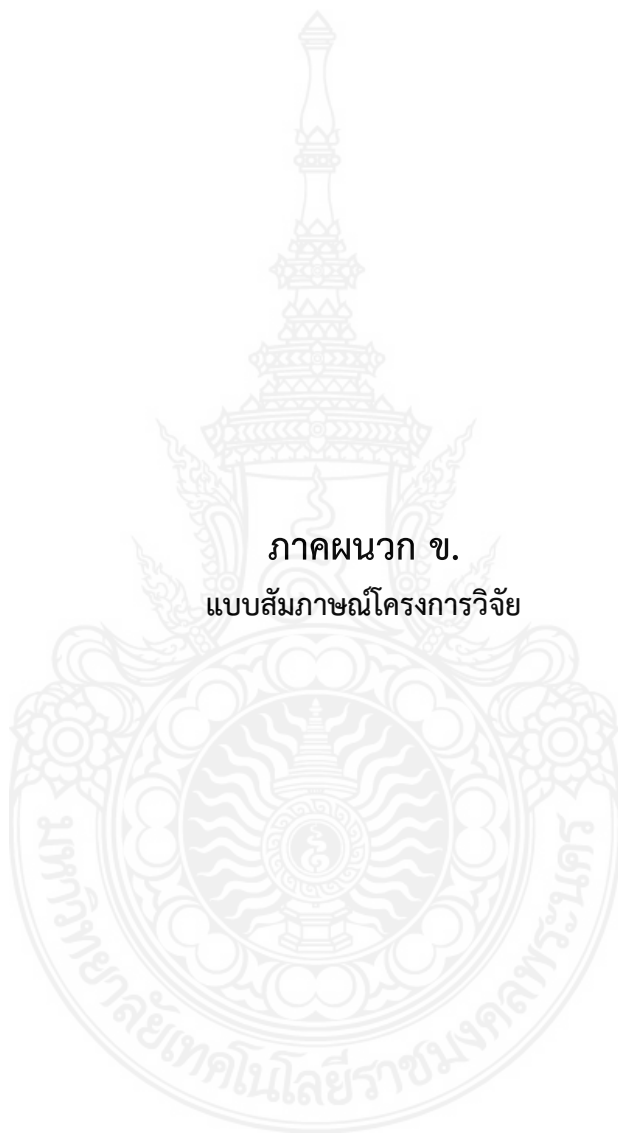 ภาคผนวก ข.
แบบสัมภาษณ์โครงการวิจัย
มหาวิทยาลัยเทคโนโลยีราชมงคลพระนคร